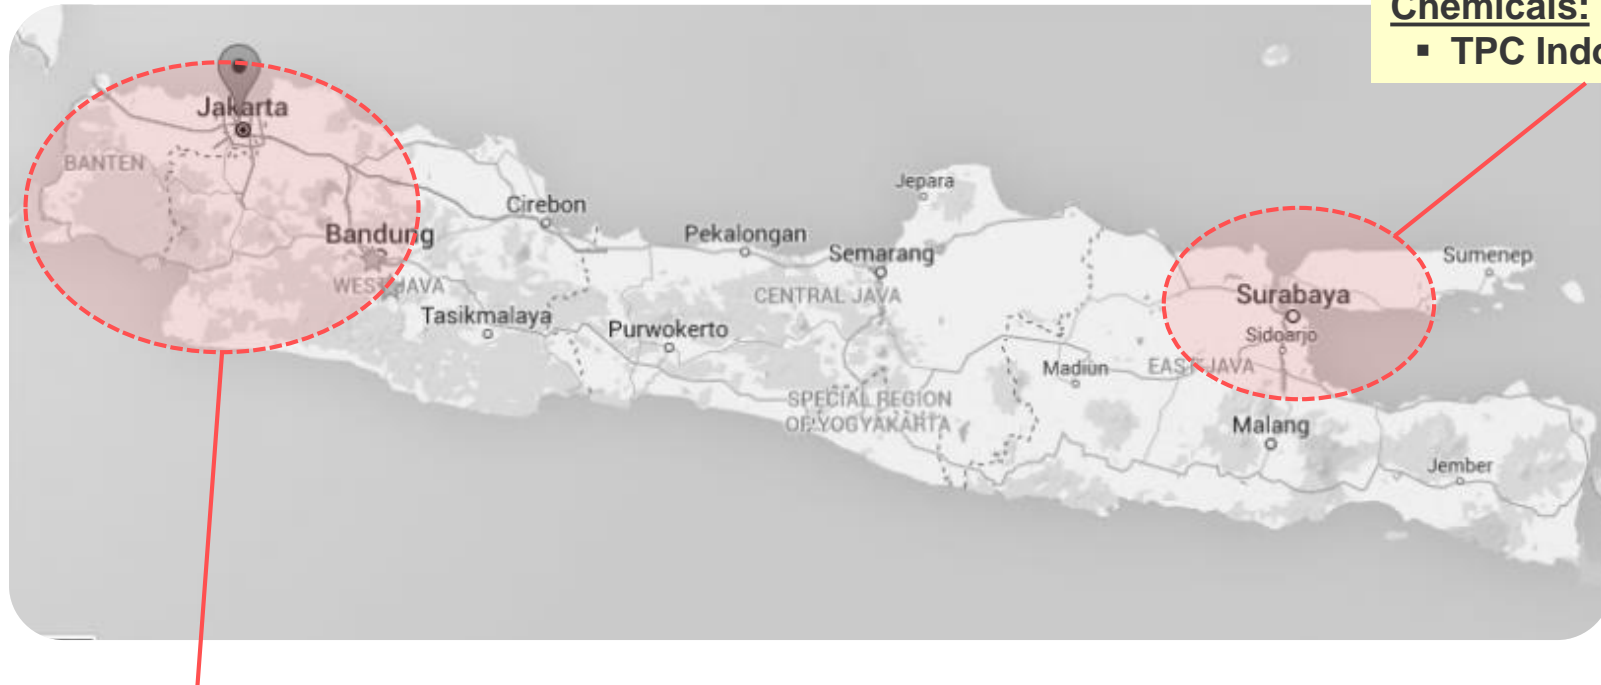 Chemicals:
▪ TPC Indo
Jakarta
BANTEN
Jepara
Cirebon
Bandung
Pekalongan
Semarang
Sumenep
WEST JAVA
CENTRAL JAVA
Surabaya
Tasikmalaya
Purwokerto
Sidoarjo
Madiun
EAST JAVA
SPECIAL REGION
OF YOGYAKARTA
Malang
Jember